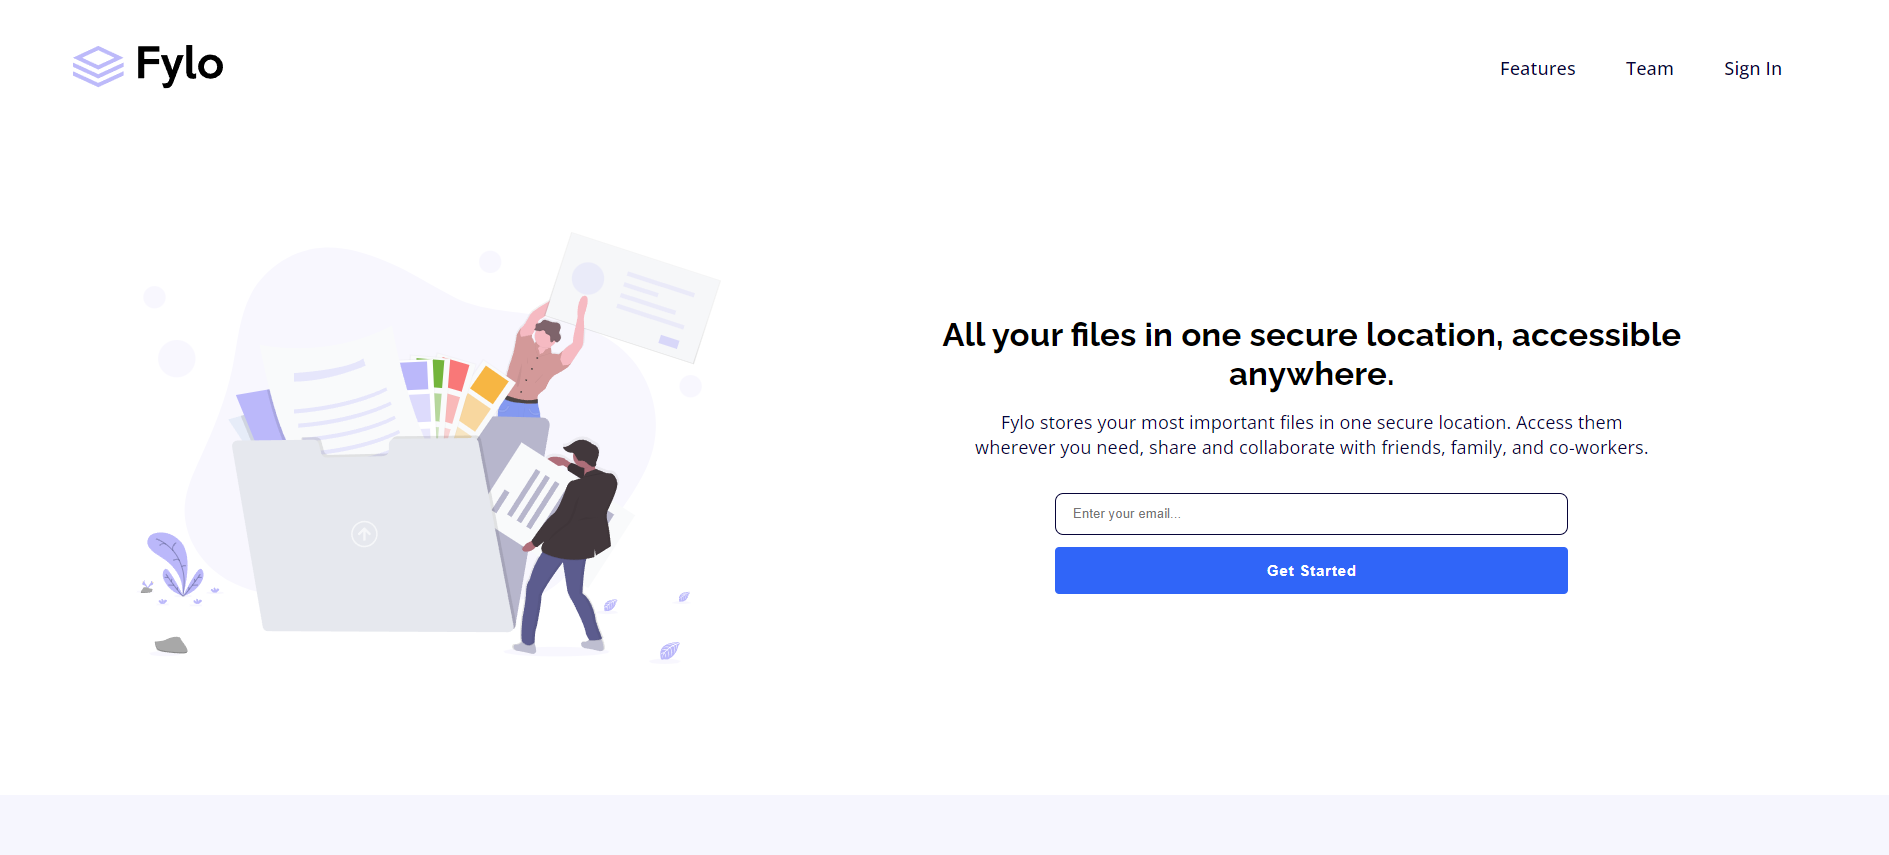 Fylo
Features
Team
Sign In
All your files in one secure location, accessible
anywhere.
Fylo stores your most important files in one secure location. Access them
wherever you need, share and collaborate with friends, family, and co-workers.
Enter your email...
Get Started